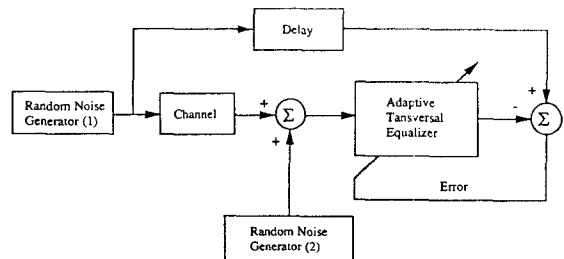 Delay
Random Noise
Generator (1)
Channel
+
Σ
+
Adaptive
Tansversal
Equalizer
+
-
Σ
Error
Random Noise
Generator (2)